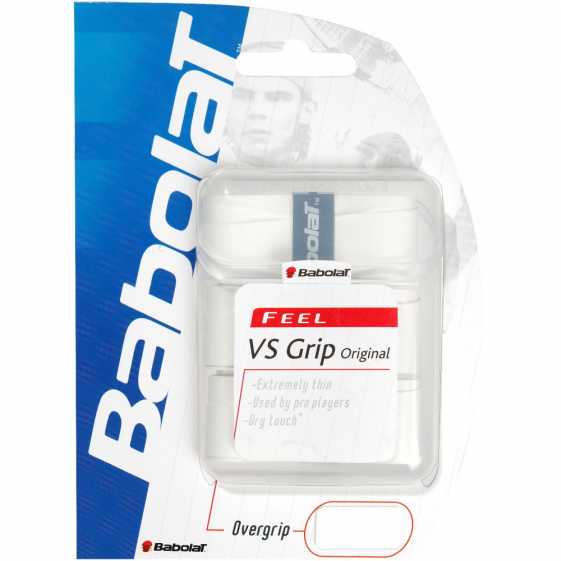 BaboLaT
BaboLaT
BaboLaT
FEEL
VS Grip Original
-Extremely thin
-Used by pro players
-Dry touch*
Overgrip
BaboLaT